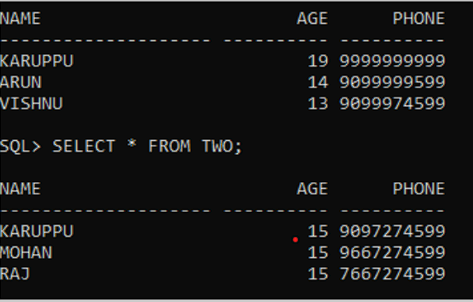 NAME AGE PHONE
-------------------- ---------- ----------
KARUPPU 19 9999999999
ARUN 14 9099999599
VISHNU 13 9099974599
SQL> SELECT * FROM TWO;
NAME AGE PHONE
-------------------- ---------- ----------
KARUPPU 15 9097274599
MOHAN 15 9667274599
RAJ 15 7667274599